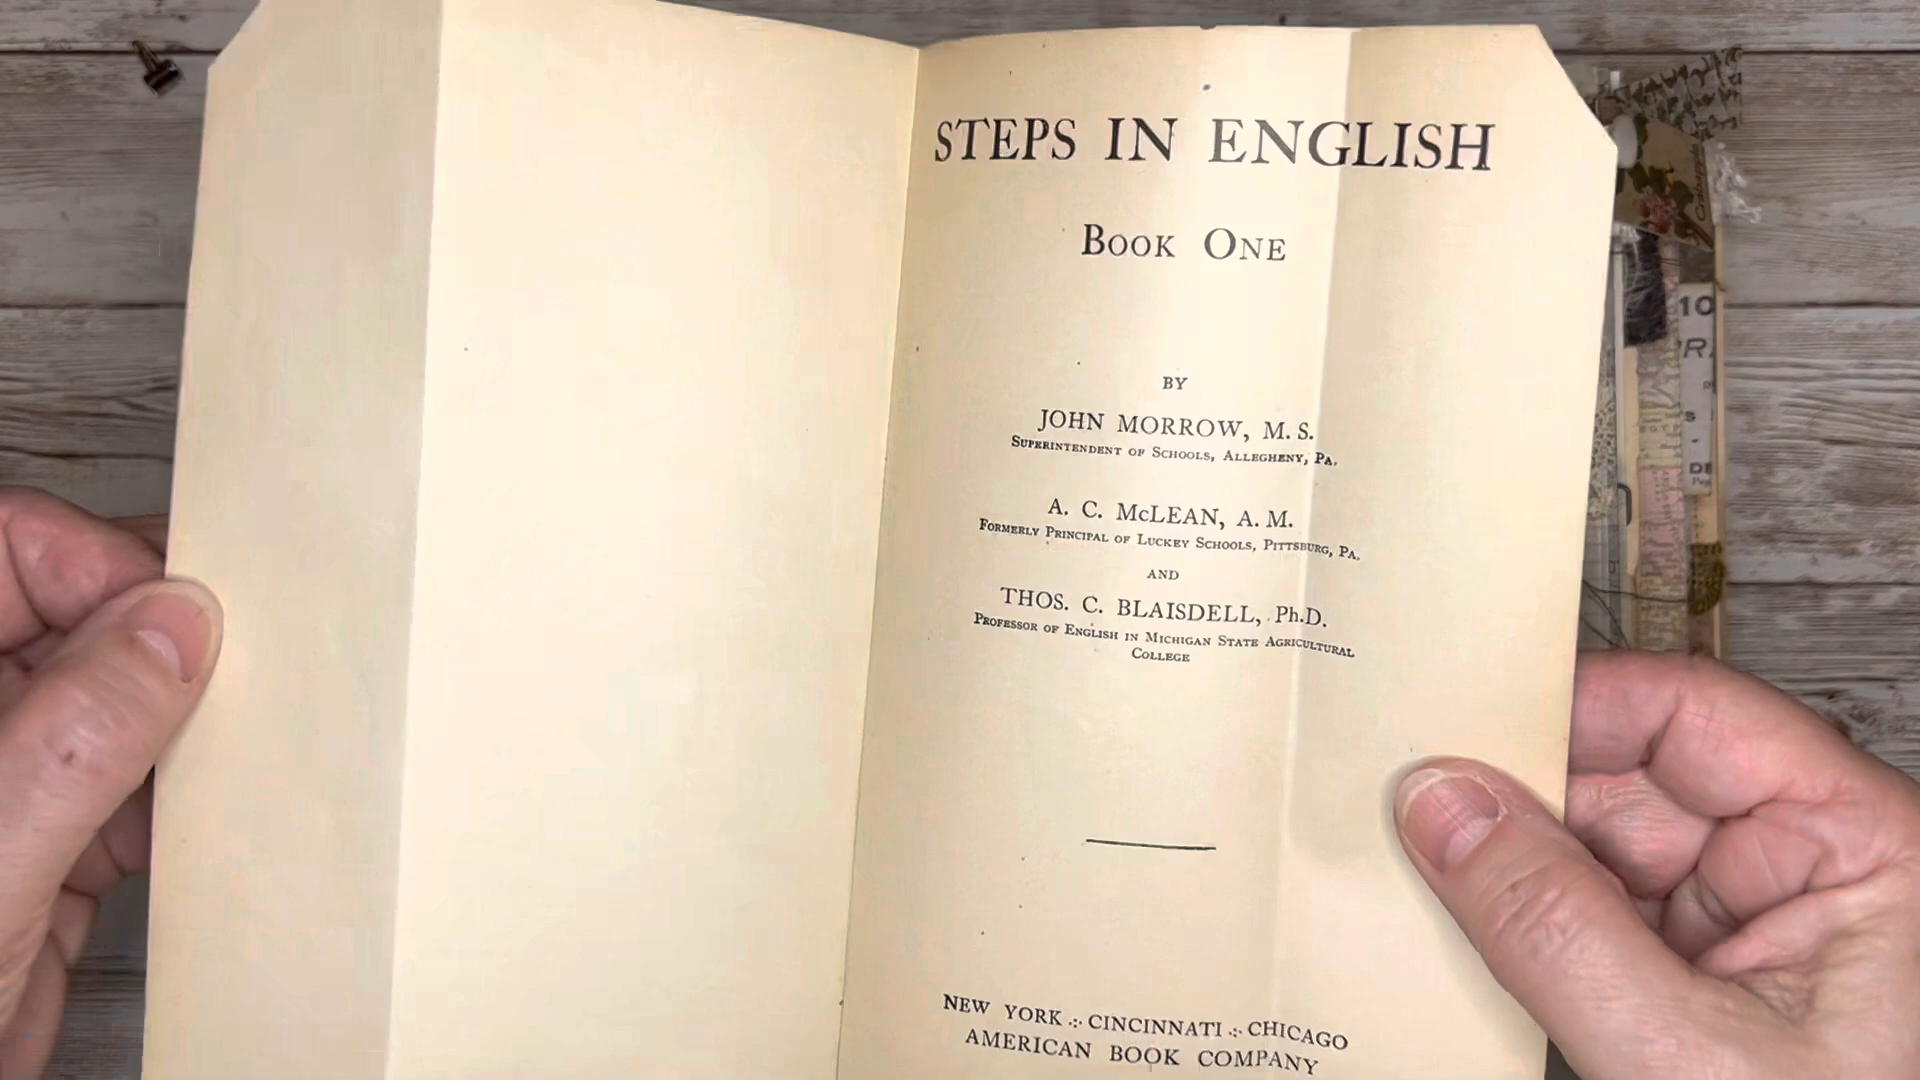 STEPS IN ENGLISH
BOOK ONE
BY
JOHN MORROW, M. S.
SUPERINTENDENT OF SCHOOLS, ALLEGHENY, PA.
A. C. McLEAN, A. M.
FORMERLY PRINCIPAL OF LUCKEY SCHOOLS, PITTSBURG, PA.
AND
THOS. C. BLAISDELL, Ph.D.
PROFESSOR OF ENGLISH IN MICHIGAN STATE AGRICULTURAL
COLLEGE
NEW YORK .:. CINCINNATI .:. CHICAGO
AMERICAN BOOK COMPANY
10